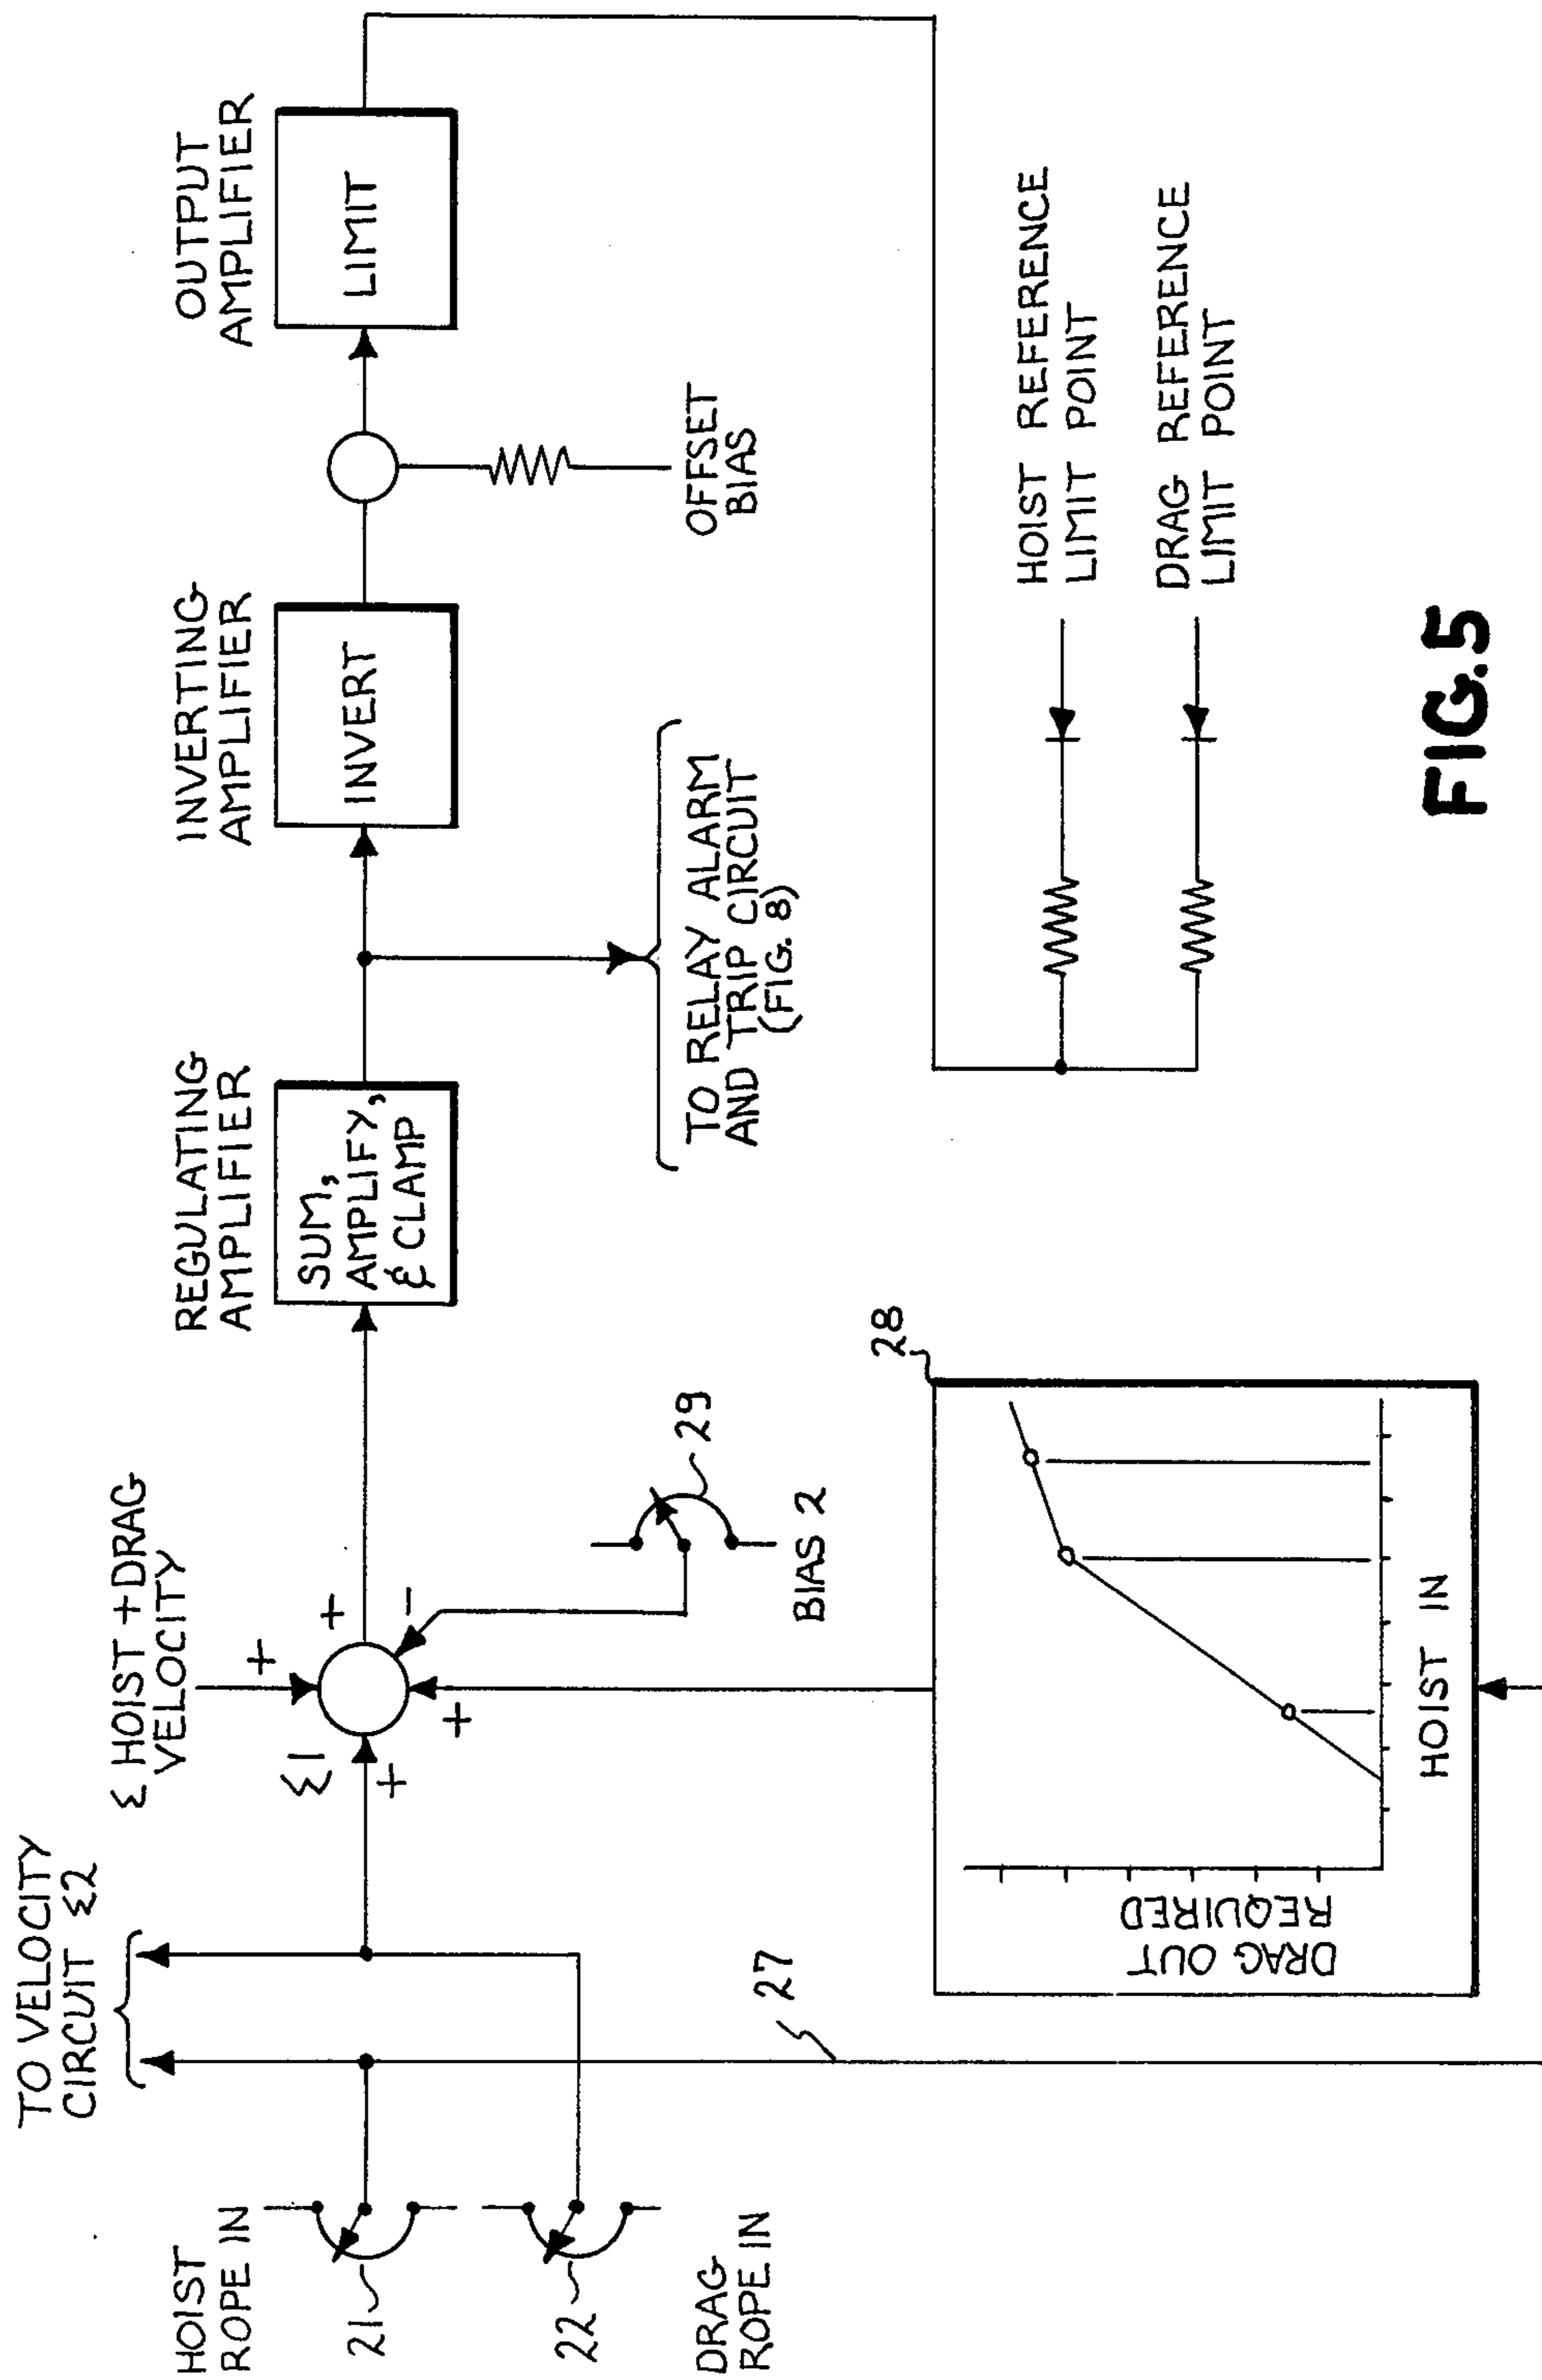 TO VELOCITY
CIRCUIT Σ2
HOIST
ROPE IN
21
22
DRAG
ROPE IN
Σ HOIST + DRAG
VELOCITY
Σ1
+
+
+
+
-
29
BIAS 2
27
28
DRAG OUT
REQUIRED
HOIST IN
REGULATING
AMPLIFIER
SUM,
AMPLIFY,
& CLAMP
TO RELAY ALARM
AND TRIP CIRCUIT
(FIG. 8)
INVERTING
AMPLIFIER
INVERT
OFFSET
BIAS
OUTPUT
AMPLIFIER
LIMIT
HOIST REFERENCE
LIMIT POINT
DRAG REFERENCE
LIMIT POINT
FIG.5